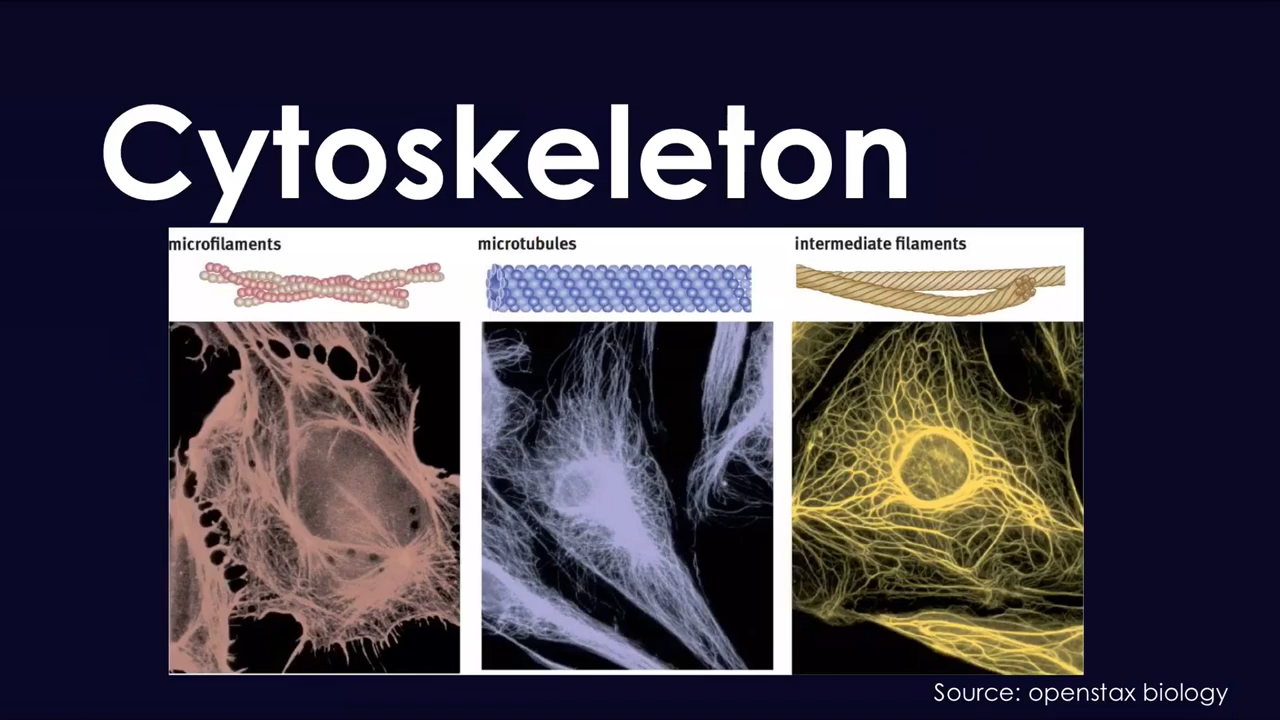 Cytoskeleton
microfilaments
microtubules
intermediate filaments
Source: openstax biology